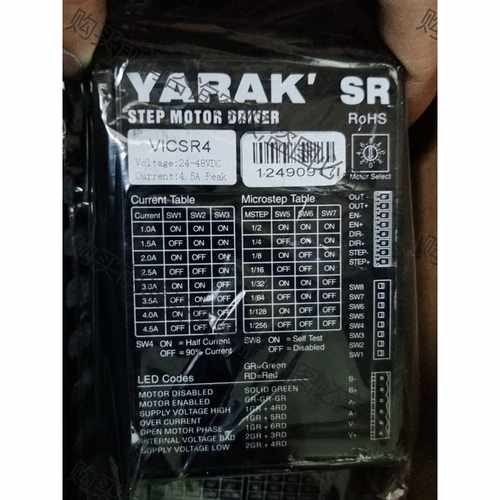 YARAK' SR
STEP MOTOR DRIVER
RoHS
VICSR4
Voltage:24-48VDC
Current:4.5A Peak
Motor Select
Current Table
Current SW1 SW2 SW3
1.0A ON ON ON
1.5A OFF ON ON
2.0A ON OFF ON
2.5A OFF OFF ON
3.0A ON ON OFF
3.5A OFF ON OFF
4.0A ON OFF OFF
4.5A OFF OFF OFF
SW4 ON = Half Current
OFF = 90% Current
Microstep Table
MSTEP SW5 SW6 SW7
1/2 ON ON ON
1/4 OFF ON ON
1/8 ON OFF ON
1/16 OFF OFF ON
1/32 ON ON OFF
1/64 OFF ON OFF
1/128 ON OFF OFF
1/256 OFF OFF OFF
SW8 ON = Self Test
OFF = Disabled
OUT -
OUT +
EN-
EN+
DIR-
DIR+
STEP-
STEP+
SW8
SW7
SW6
SW5
SW4
SW3
SW2
SW1
GR=Green
RD=Red
LED Codes
MOTOR DISABLED SOLID GREEN
MOTOR ENABLED GR-GR-GR
SUPPLY VOLTAGE HIGH 1GR + 4RD
OVER CURRENT 1GR + 5RD
OPEN MOTOR PHASE 1GR + 6RD
INTERNAL VOLTAGE BAD 2GR + 3RD
SUPPLY VOLTAGE LOW 2GR + 4RD
B-
B+
A-